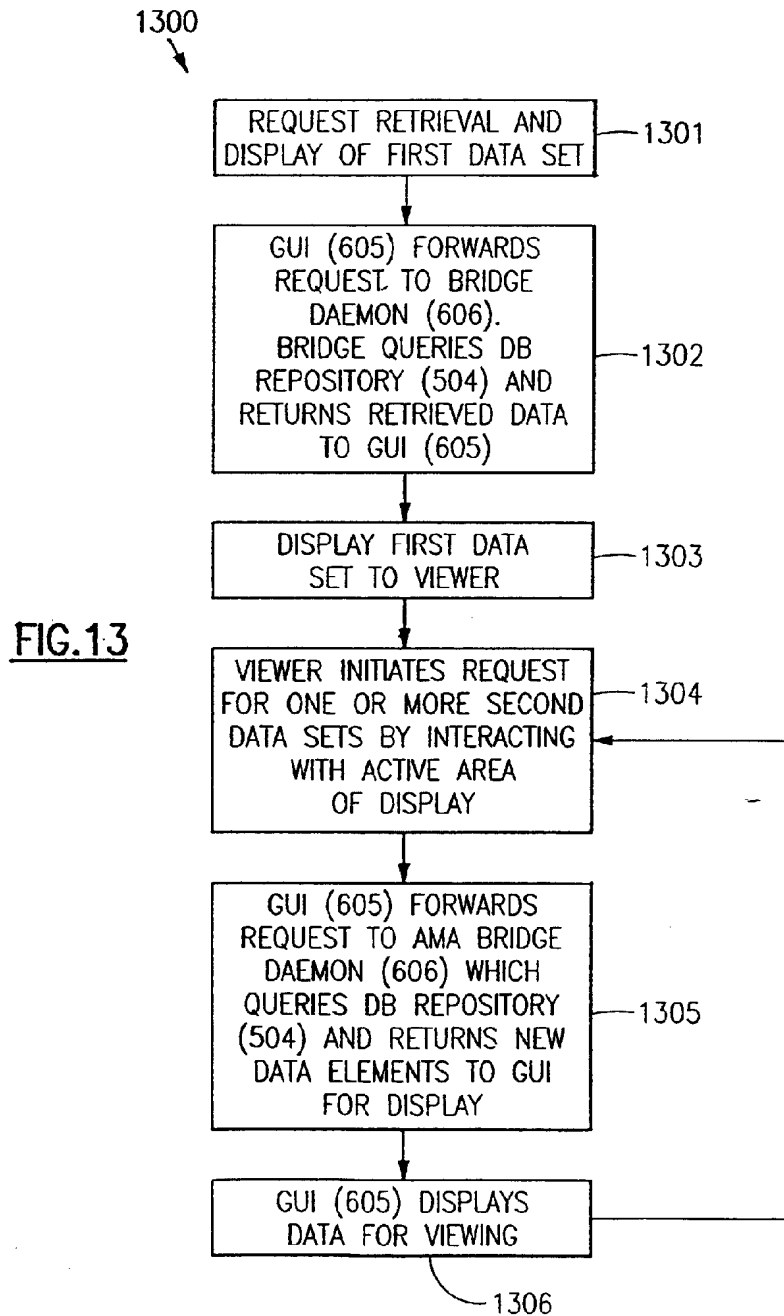 1300
REQUEST RETRIEVAL AND
DISPLAY OF FIRST DATA SET
1301
GUI (605) FORWARDS
REQUEST TO BRIDGE
DAEMON (606).
BRIDGE QUERIES DB
REPOSITORY (504) AND
RETURNS RETRIEVED DATA
TO GUI (605)
1302
DISPLAY FIRST DATA
SET TO VIEWER
1303
FIG.13
VIEWER INITIATES REQUEST
FOR ONE OR MORE SECOND
DATA SETS BY INTERACTING
WITH ACTIVE AREA
OF DISPLAY
1304
GUI (605) FORWARDS
REQUEST TO AMA BRIDGE
DAEMON (606) WHICH
QUERIES DB REPOSITORY
(504) AND RETURNS NEW
DATA ELEMENTS TO GUI
FOR DISPLAY
1305
GUI (605) DISPLAYS
DATA FOR VIEWING
1306